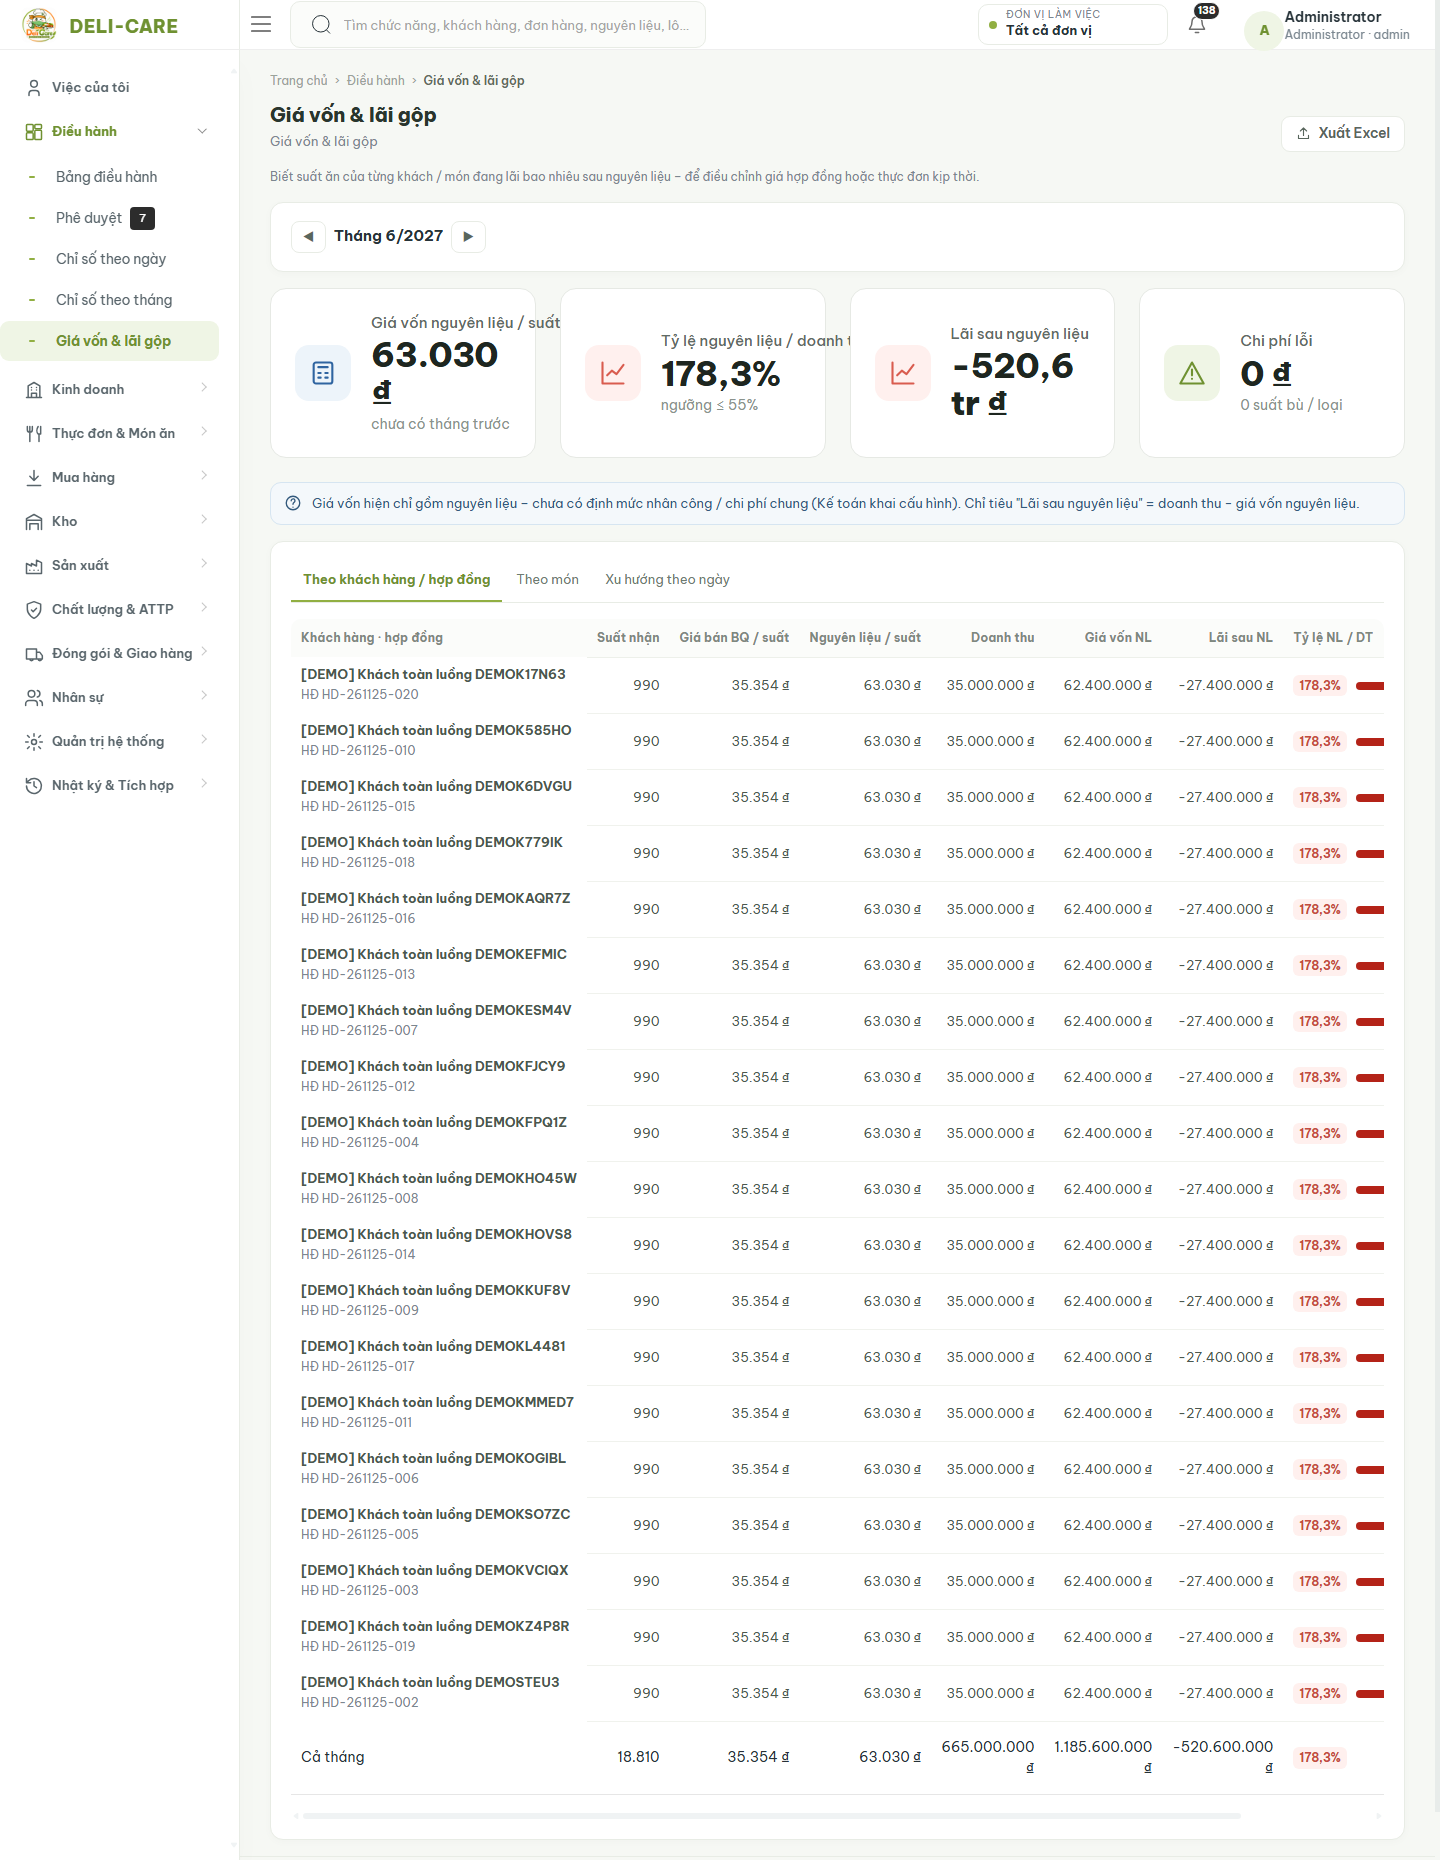 DELI-CARE
Tìm chức năng, khách hàng, đơn hàng, nguyên liệu, lô...
ĐƠN VỊ LÀM VIỆC
Tất cả đơn vị
138
A
Administrator
Administrator · admin
Việc của tôi
Điều hành
Bảng điều hành
Phê duyệt 7
Chỉ số theo ngày
Chỉ số theo tháng
Giá vốn & lãi gộp
Kinh doanh
Thực đơn & Món ăn
Mua hàng
Kho
Sản xuất
Chất lượng & ATTP
Đóng gói & Giao hàng
Nhân sự
Quản trị hệ thống
Nhật ký & Tích hợp
Trang chủ › Điều hành › Giá vốn & lãi gộp
Giá vốn & lãi gộp
Giá vốn & lãi gộp
Xuất Excel
Biết suất ăn của từng khách / món đang lãi bao nhiêu sau nguyên liệu – để điều chỉnh giá hợp đồng hoặc thực đơn kịp thời.
◀ Tháng 6/2027 ▶
Giá vốn nguyên liệu / suất
63.030
đ
chưa có tháng trước
Tỷ lệ nguyên liệu / doanh t
178,3%
ngưỡng ≤ 55%
Lãi sau nguyên liệu
-520,6
tr đ
Chi phí lỗi
0 đ
0 suất bù / loại
Giá vốn hiện chỉ gồm nguyên liệu – chưa có định mức nhân công / chi phí chung (Kế toán khai cấu hình). Chỉ tiêu "Lãi sau nguyên liệu" = doanh thu – giá vốn nguyên liệu.
Theo khách hàng / hợp đồng Theo món Xu hướng theo ngày
Khách hàng · hợp đồng Suất nhận Giá bán BQ / suất Nguyên liệu / suất Doanh thu Giá vốn NL Lãi sau NL Tỷ lệ NL / DT
[DEMO] Khách toàn luồng DEMOK17N63
HĐ HD-261125-020
990 35.354 đ 63.030 đ 35.000.000 đ 62.400.000 đ -27.400.000 đ 178,3%
[DEMO] Khách toàn luồng DEMOK585HO
HĐ HD-261125-010
990 35.354 đ 63.030 đ 35.000.000 đ 62.400.000 đ -27.400.000 đ 178,3%
[DEMO] Khách toàn luồng DEMOK6DVGU
HĐ HD-261125-015
990 35.354 đ 63.030 đ 35.000.000 đ 62.400.000 đ -27.400.000 đ 178,3%
[DEMO] Khách toàn luồng DEMOK779IK
HĐ HD-261125-018
990 35.354 đ 63.030 đ 35.000.000 đ 62.400.000 đ -27.400.000 đ 178,3%
[DEMO] Khách toàn luồng DEMOKAQR7Z
HĐ HD-261125-016
990 35.354 đ 63.030 đ 35.000.000 đ 62.400.000 đ -27.400.000 đ 178,3%
[DEMO] Khách toàn luồng DEMOKEFMIC
HĐ HD-261125-013
990 35.354 đ 63.030 đ 35.000.000 đ 62.400.000 đ -27.400.000 đ 178,3%
[DEMO] Khách toàn luồng DEMOKESM4V
HĐ HD-261125-007
990 35.354 đ 63.030 đ 35.000.000 đ 62.400.000 đ -27.400.000 đ 178,3%
[DEMO] Khách toàn luồng DEMOKFJCY9
HĐ HD-261125-012
990 35.354 đ 63.030 đ 35.000.000 đ 62.400.000 đ -27.400.000 đ 178,3%
[DEMO] Khách toàn luồng DEMOKFPQ1Z
HĐ HD-261125-004
990 35.354 đ 63.030 đ 35.000.000 đ 62.400.000 đ -27.400.000 đ 178,3%
[DEMO] Khách toàn luồng DEMOKHO45W
HĐ HD-261125-008
990 35.354 đ 63.030 đ 35.000.000 đ 62.400.000 đ -27.400.000 đ 178,3%
[DEMO] Khách toàn luồng DEMOKHOVS8
HĐ HD-261125-014
990 35.354 đ 63.030 đ 35.000.000 đ 62.400.000 đ -27.400.000 đ 178,3%
[DEMO] Khách toàn luồng DEMOKKUF8V
HĐ HD-261125-009
990 35.354 đ 63.030 đ 35.000.000 đ 62.400.000 đ -27.400.000 đ 178,3%
[DEMO] Khách toàn luồng DEMOKL4481
HĐ HD-261125-017
990 35.354 đ 63.030 đ 35.000.000 đ 62.400.000 đ -27.400.000 đ 178,3%
[DEMO] Khách toàn luồng DEMOKMMED7
HĐ HD-261125-011
990 35.354 đ 63.030 đ 35.000.000 đ 62.400.000 đ -27.400.000 đ 178,3%
[DEMO] Khách toàn luồng DEMOKOGIBL
HĐ HD-261125-006
990 35.354 đ 63.030 đ 35.000.000 đ 62.400.000 đ -27.400.000 đ 178,3%
[DEMO] Khách toàn luồng DEMOKSO7ZC
HĐ HD-261125-005
990 35.354 đ 63.030 đ 35.000.000 đ 62.400.000 đ -27.400.000 đ 178,3%
[DEMO] Khách toàn luồng DEMOKVCIQX
HĐ HD-261125-003
990 35.354 đ 63.030 đ 35.000.000 đ 62.400.000 đ -27.400.000 đ 178,3%
[DEMO] Khách toàn luồng DEMOKZ4P8R
HĐ HD-261125-019
990 35.354 đ 63.030 đ 35.000.000 đ 62.400.000 đ -27.400.000 đ 178,3%
[DEMO] Khách toàn luồng DEMOSTEU3
HĐ HD-261125-002
990 35.354 đ 63.030 đ 35.000.000 đ 62.400.000 đ -27.400.000 đ 178,3%
Cả tháng 18.810 35.354 đ 63.030 đ 665.000.000 đ 1.185.600.000 đ -520.600.000 đ 178,3%